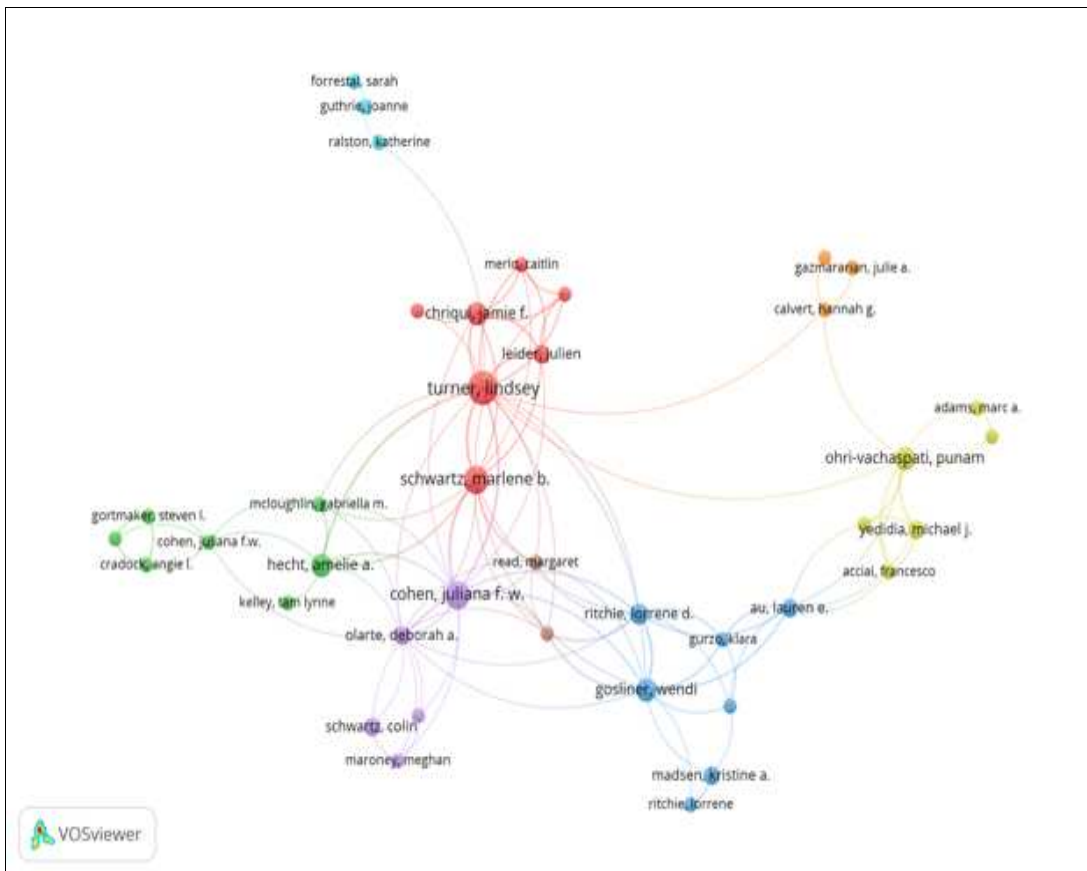 forrestal, sarah
guthrie, joanne
ralston, katherine
merlo, caitlin
gazmararian, julie a.
chriqui, jamie f.
calvert, hannah g.
leider, julien
turner, lindsey
adams, marc a.
ohri-vachaspati, punam
schwartz, marlene b.
mcloughlin, gabriella m.
gortmaker, steven l.
yedidia, michael j.
cohen, juliana f.w.
cradock, angie l.
hecht, amelie a.
read, margaret
acciai, francesco
cohen, juliana f. w.
kelley, tam lynne
ritchie, lorrene d.
au, lauren e.
olarte, deborah a.
gurzo, klara
gosliner, wendi
schwartz, colin
maroney, meghan
madsen, kristine a.
ritchie, lorrene
VOSviewer